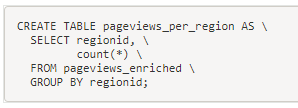 CREATE TABLE pageviews_per_region AS \
SELECT regionid, \
count(*) \
FROM pageviews_enriched \
GROUP BY regionid;